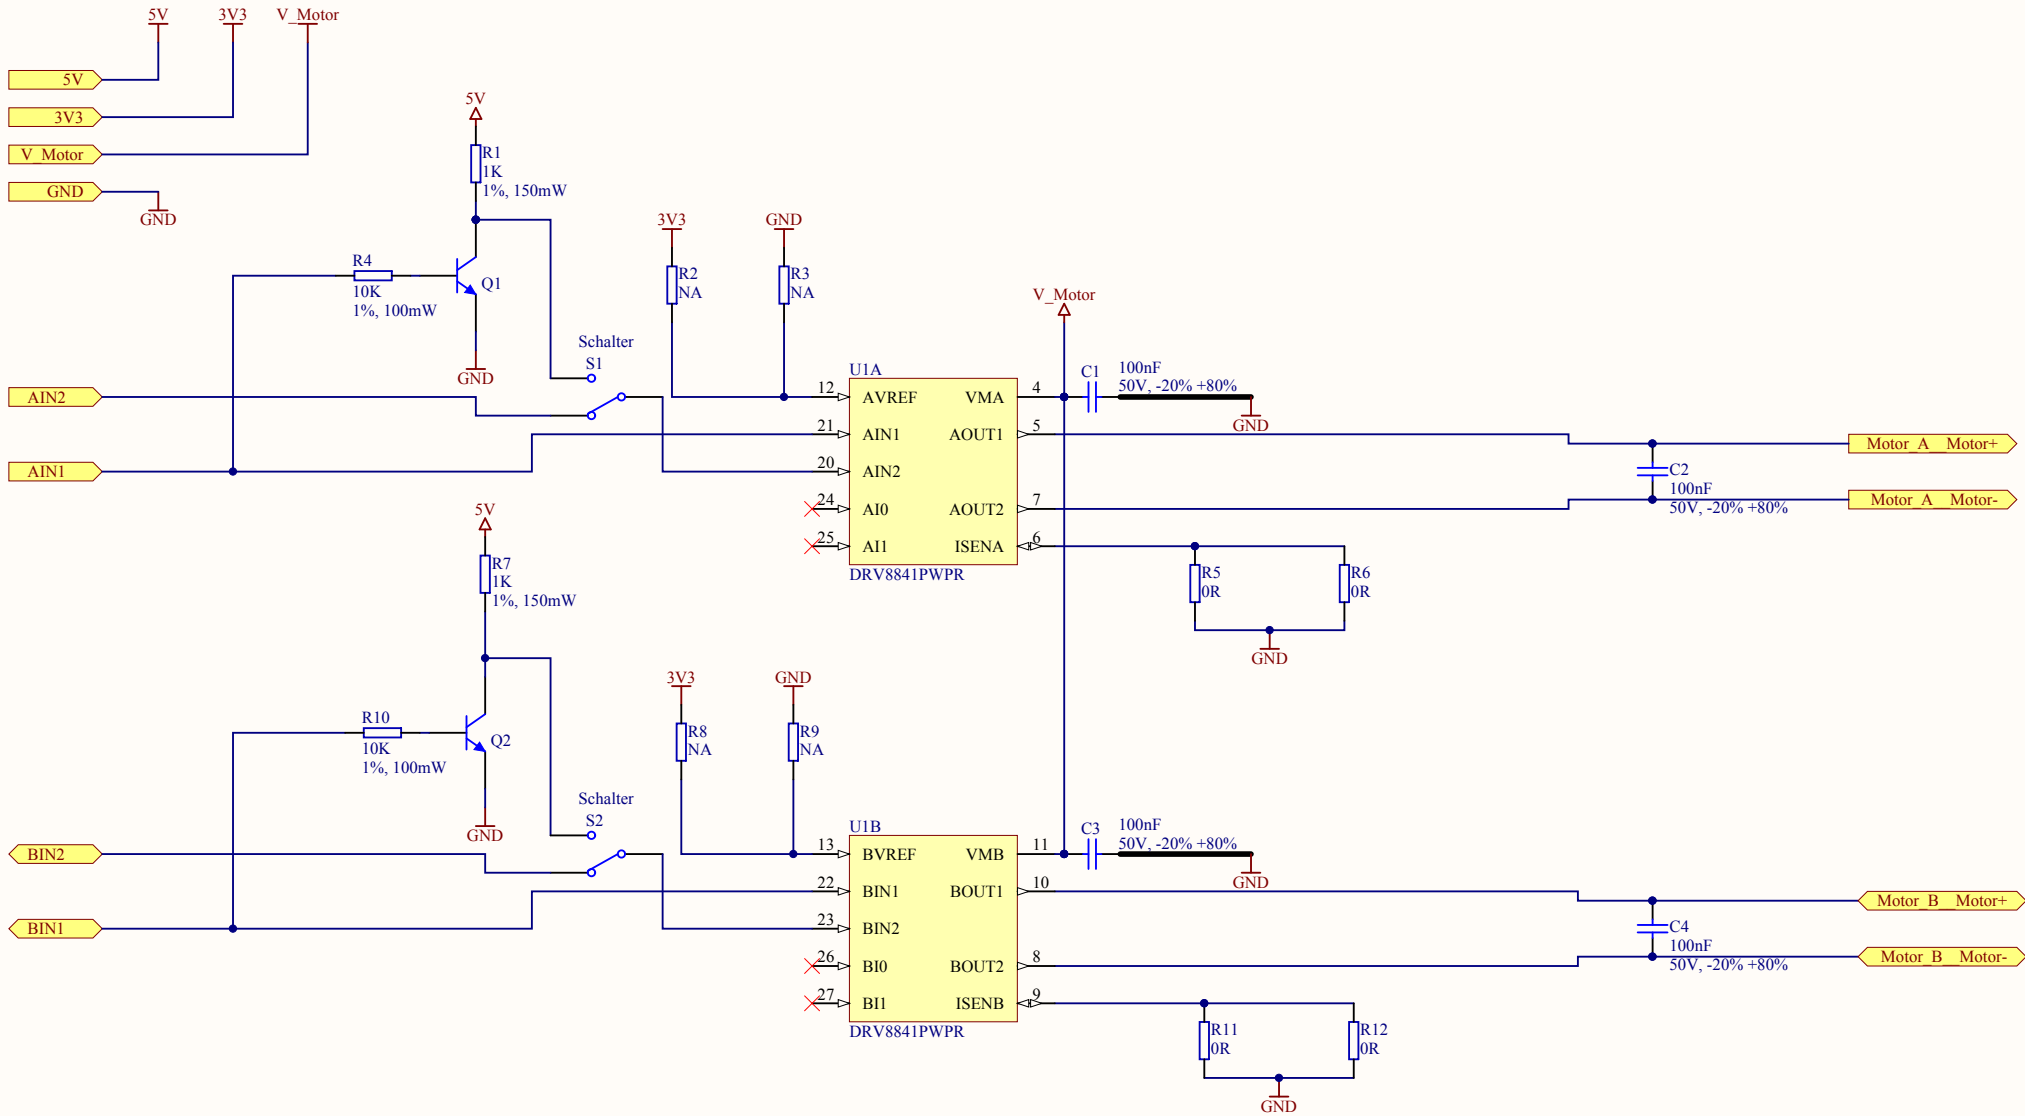 5V
3V3
V_Motor
5V
3V3
V_Motor
GND
GND
5V
R1
1K
1%, 150mW
R4
10K
1%, 100mW
Q1
GND
3V3
R2
NA
GND
R3
NA
Schalter
S1
AIN2
AIN1
V_Motor
U1A
12
AVREF
21
AIN1
20
AIN2
24
AI0
25
AI1
VMA
4
AOUT1
5
AOUT2
7
ISENA
6
DRV8841PWPR
C1
100nF
50V, -20% +80%
GND
Motor_A__Motor+
C2
100nF
50V, -20% +80%
Motor_A__Motor-
R5
0R
R6
0R
GND
5V
R7
1K
1%, 150mW
R10
10K
1%, 100mW
Q2
GND
3V3
R8
NA
GND
R9
NA
Schalter
S2
BIN2
BIN1
U1B
13
BVREF
22
BIN1
23
BIN2
26
BI0
27
BI1
VMB
11
BOUT1
10
BOUT2
8
ISENB
9
DRV8841PWPR
C3
100nF
50V, -20% +80%
GND
Motor_B__Motor+
C4
100nF
50V, -20% +80%
Motor_B__Motor-
R11
0R
R12
0R
GND